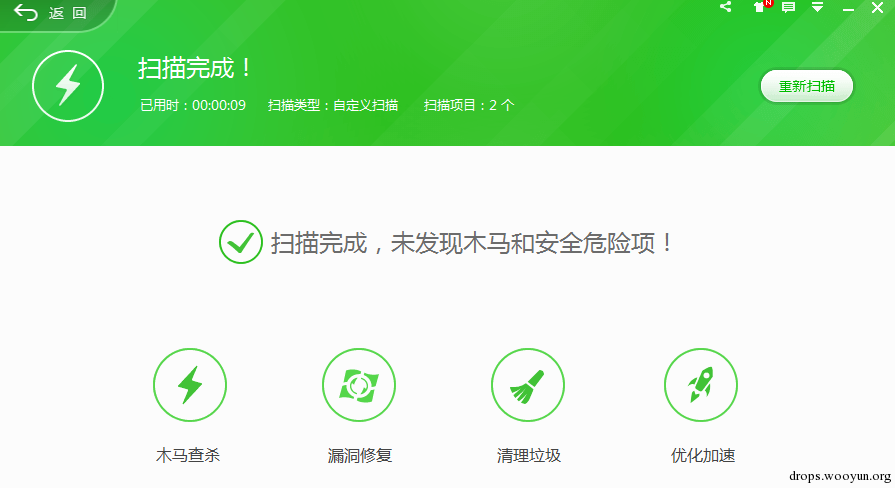 返 回
扫描完成！
已用时：00:00:09 扫描类型：自定义扫描 扫描项目：2 个
重新扫描
N
扫描完成，未发现木马和安全危险项！
木马查杀 漏洞修复 清理垃圾 优化加速
drops.wooyun.org